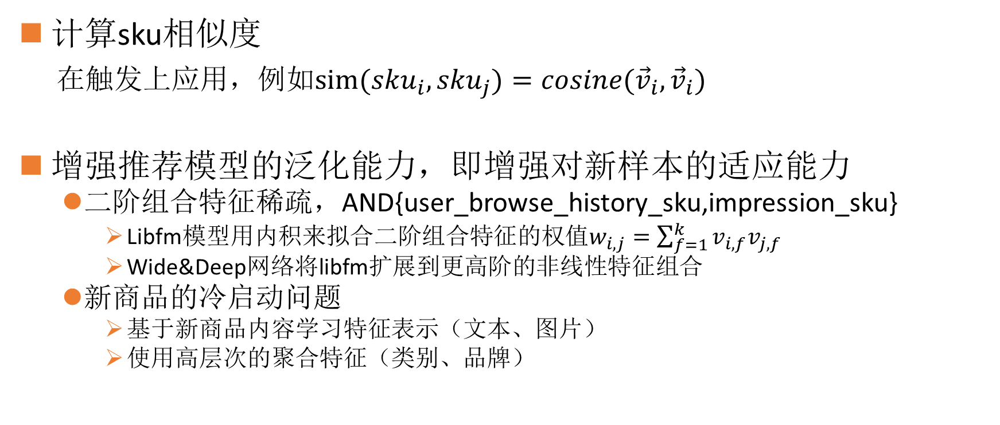 计算sku相似度
在触发上应用，例如sim(sku_i, sku_j) = cosine(v⃗_i, v⃗_i)
增强推荐模型的泛化能力，即增强对新样本的适应能力
二阶组合特征稀疏，AND{user_browse_history_sku,impression_sku}
Libfm模型用内积来拟合二阶组合特征的权值w_{i,j} = ∑_{f=1}^{k} v_{i,f} v_{j,f}
Wide&Deep网络将libfm扩展到更高阶的非线性特征组合
新商品的冷启动问题
基于新商品内容学习特征表示（文本、图片）
使用高层次的聚合特征（类别、品牌）